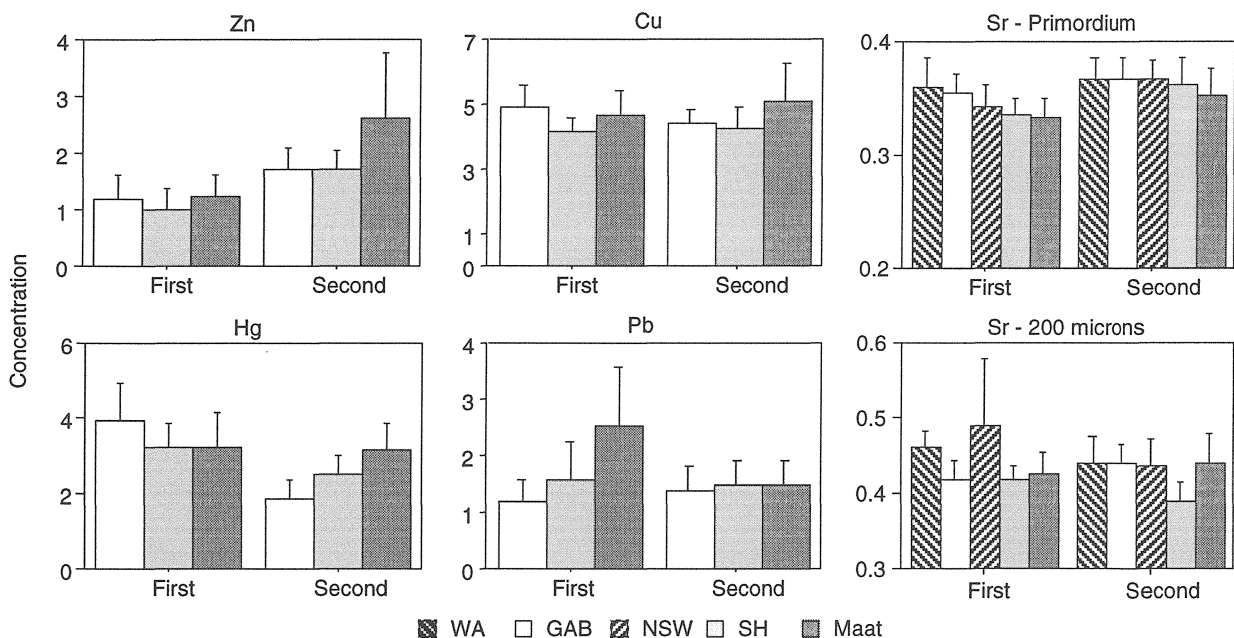 Zn
Cu
Sr - Primordium
4
3
2
1
0
First
Second
7
5
3
1
0
First
Second
0.4
0.3
0.2
First
Second
Concentration
Hg
Pb
Sr - 200 microns
6
4
2
0
First
Second
4
3
2
1
0
First
Second
0.6
0.5
0.4
0.3
First
Second
WA GAB NSW SH Maat